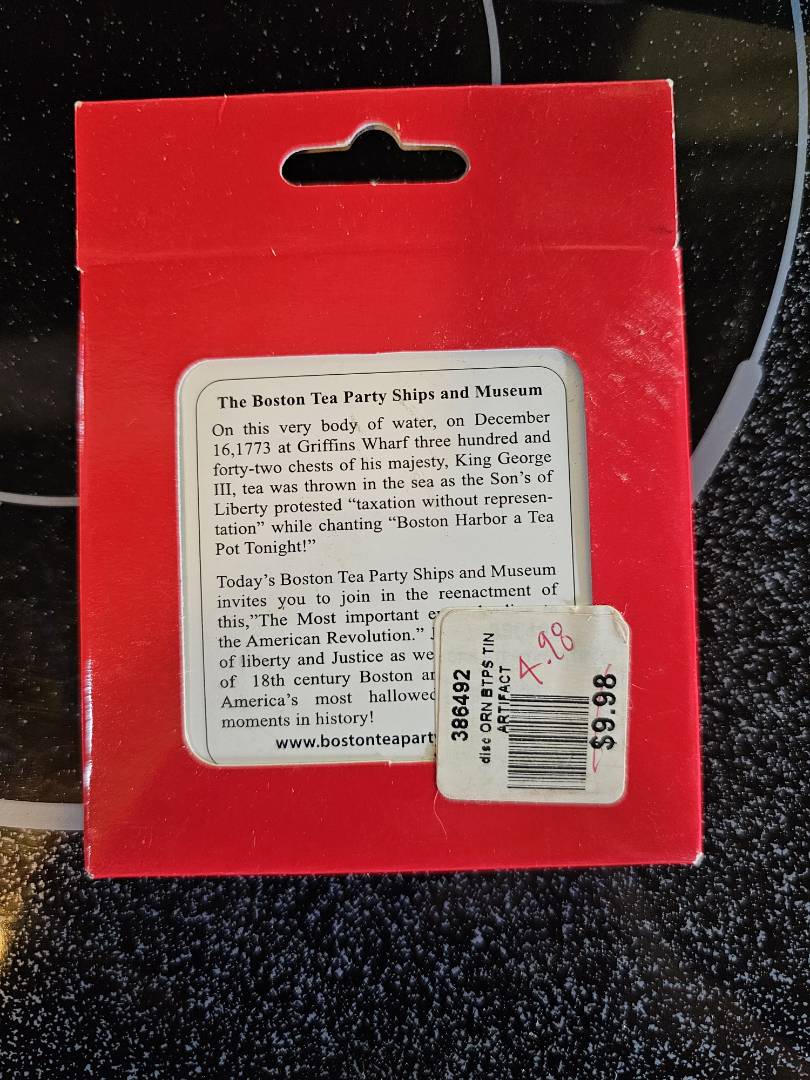 The Boston Tea Party Ships and Museum
On this very body of water, on December
16,1773 at Griffins Wharf three hundred and
forty-two chests of his majesty, King George
III, tea was thrown in the sea as the Son's of
Liberty protested “taxation without represen-
tation” while chanting “Boston Harbor a Tea
Pot Tonight!”
Today's Boston Tea Party Ships and Museum
invites you to join in the reenactment of
this,”The Most important
the American Revolution.”
of liberty and Justice as we
of 18th century Boston
America's most hallowed
moments in history!
www.bostonteaparty
386492
disc ORN BTPS TIN
ARTIFACT
4.98
$9.98